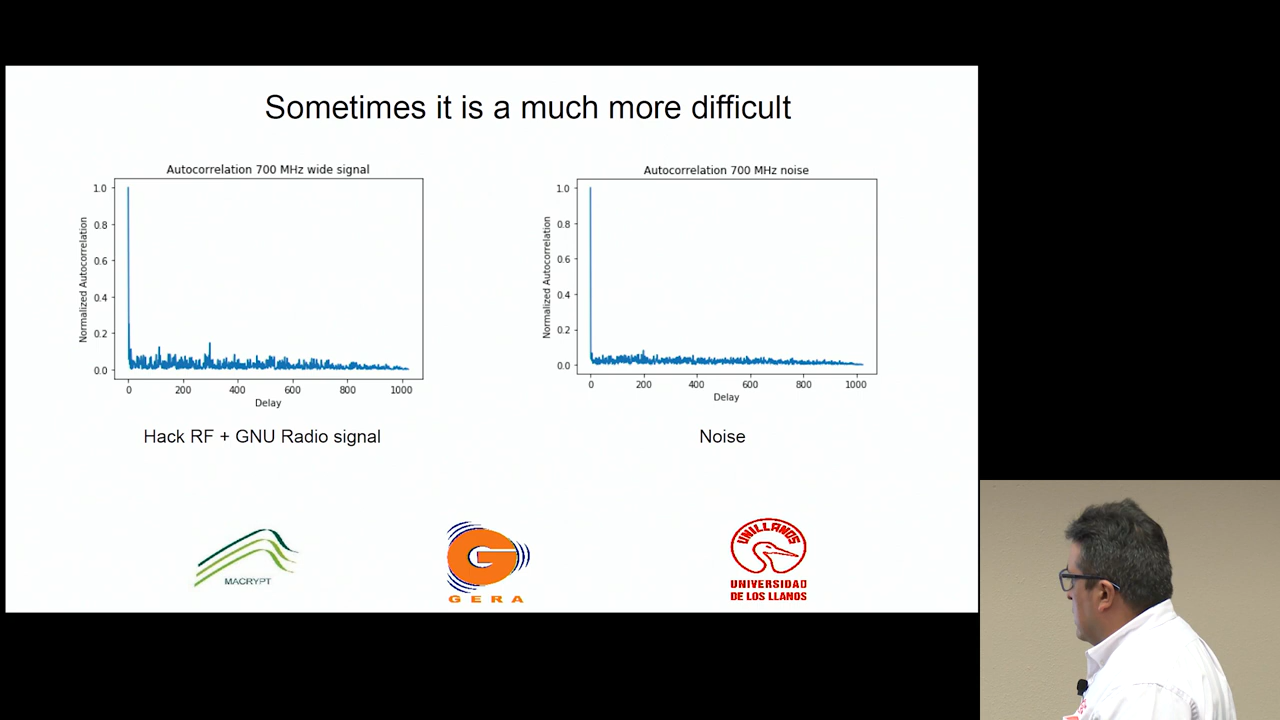 Sometimes it is a much more difficult
Autocorrelation 700 MHz wide signal
Normalized Autocorrelation
1.0
0.8
0.6
0.4
0.2
0.0
0 200 400 600 800 1000
Delay
Hack RF + GNU Radio signal
Autocorrelation 700 MHz noise
Normalized Autocorrelation
1.0
0.8
0.6
0.4
0.2
0.0
0 200 400 600 800 1000
Delay
Noise
MACRYPT
G
GERA
UNILLANOS
UNIVERSIDAD
DE LOS LLANOS